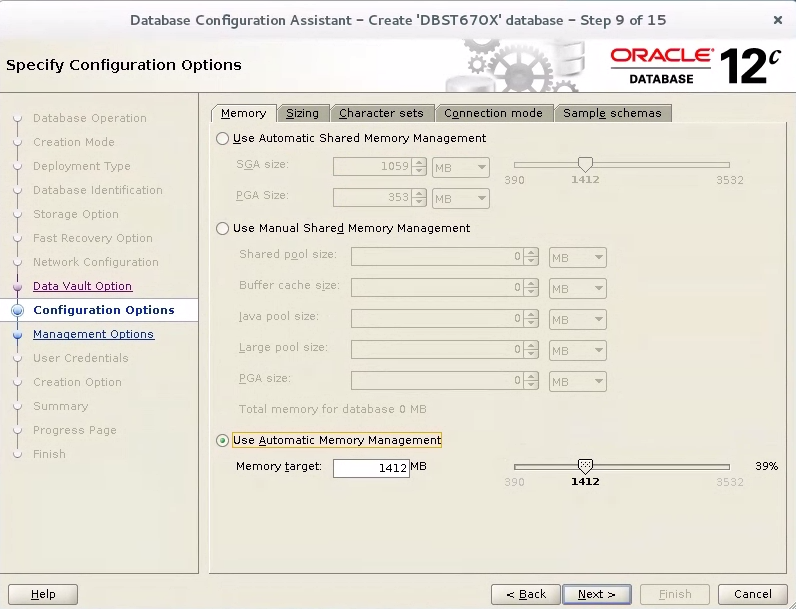 Database Configuration Assistant - Create 'DBST670X' database - Step 9 of 15
Specify Configuration Options
ORACLE
DATABASE
12c
Database Operation
Creation Mode
Deployment Type
Database Identification
Storage Option
Fast Recovery Option
Network Configuration
Data Vault Option
Configuration Options
Management Options
User Credentials
Creation Option
Summary
Progress Page
Finish
Memory Sizing Character sets Connection mode Sample schemas
Use Automatic Shared Memory Management
SGA size: 1059 MB
390 1412 3532
PGA Size: 353 MB
Use Manual Shared Memory Management
Shared pool size: 0 MB
Buffer cache size: 0 MB
Java pool size: 0 MB
Large pool size: 0 MB
PGA size: 0 MB
Total memory for database 0 MB
Use Automatic Memory Management
Memory target: 1412 MB 39%
390 1412 3532
Help < Back Next > Finish Cancel